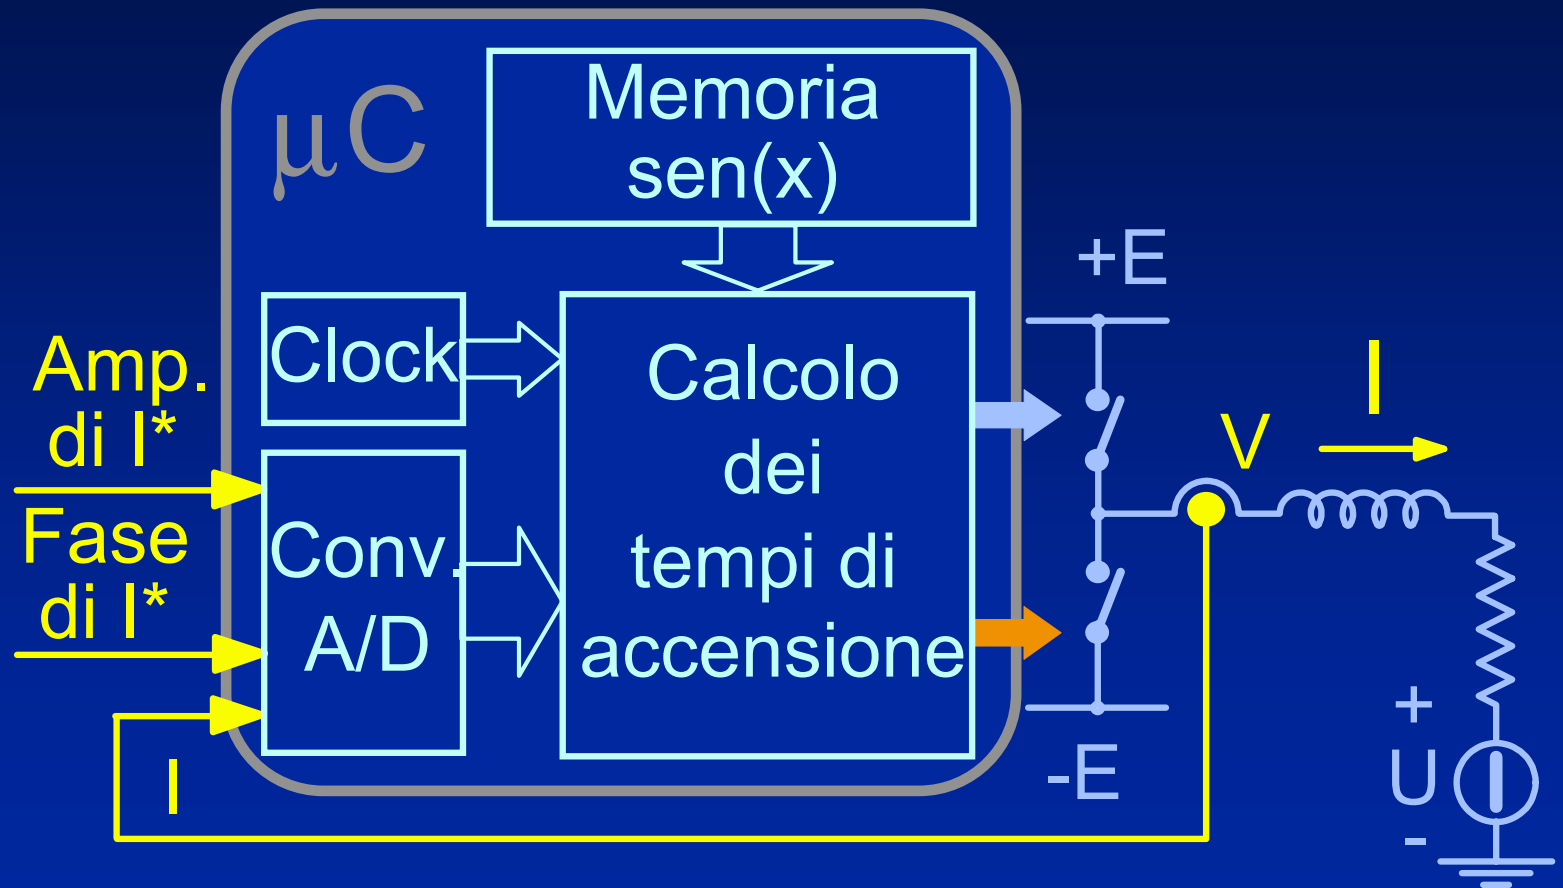 µC
Memoria
sen(x)
Clock
Conv.
A/D
Calcolo
dei
tempi di
accensione
Amp.
di I*
Fase
di I*
I
+E
-E
V
I
+
U
-